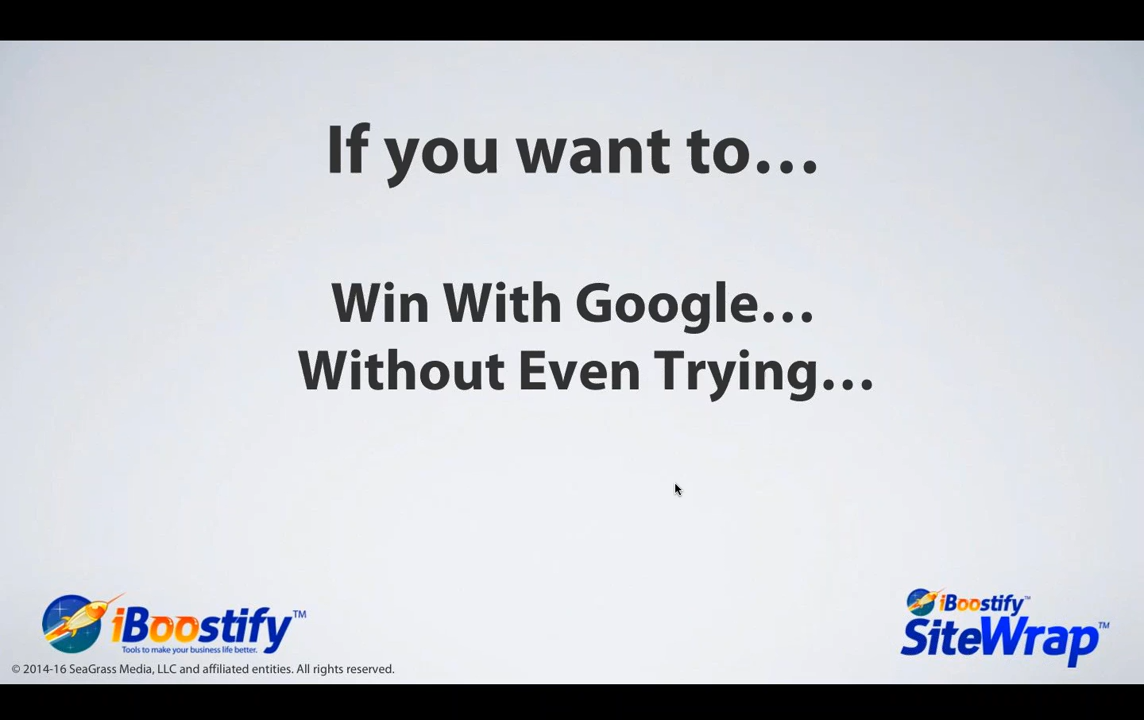 If you want to...
Win With Google...
Without Even Trying...
iBoostify™
Tools to make your business life better.
© 2014-16 SeaGrass Media, LLC and affiliated entities. All rights reserved.
iBoostify™
SiteWrap™